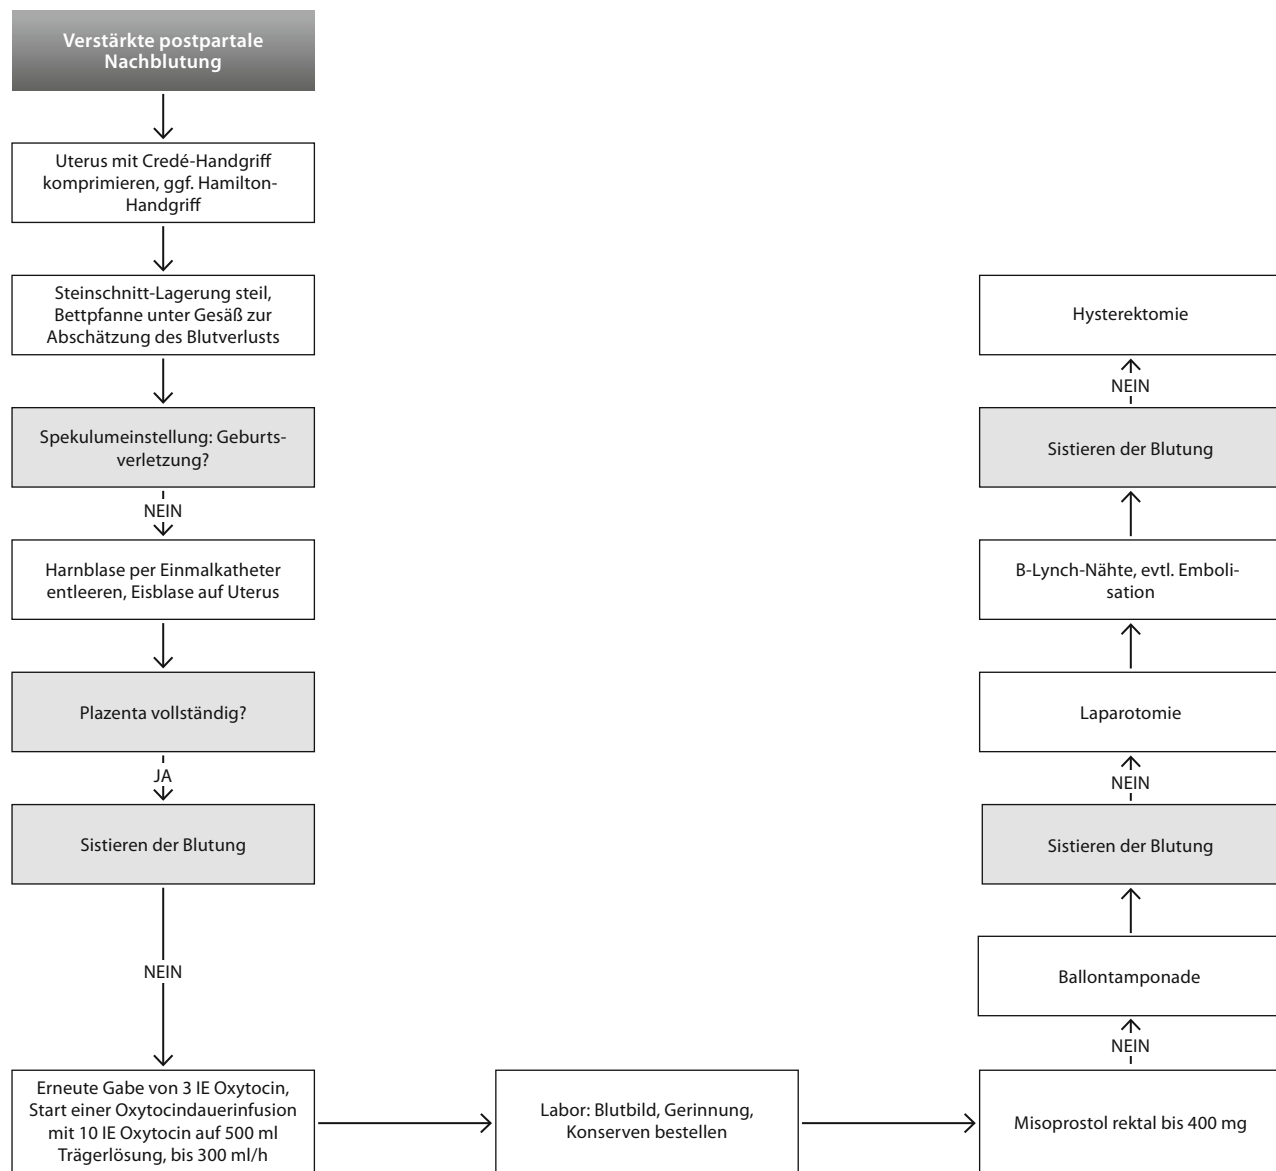 Verstärkte postpartale
Nachblutung
Uterus mit Credé-Handgriff
komprimieren, ggf. Hamilton-
Handgriff
Steinschnitt-Lagerung steil,
Bettpfanne unter Gesäß zur
Abschätzung des Blutverlusts
Spekulumeinstellung: Geburts-
verletzung?
NEIN
Harnblase per Einmalkatheter
entleeren, Eisblase auf Uterus
Plazenta vollständig?
JA
Sistieren der Blutung
NEIN
Erneute Gabe von 3 IE Oxytocin,
Start einer Oxytocindauerinfusion
mit 10 IE Oxytocin auf 500 ml
Trägerlösung, bis 300 ml/h
Labor: Blutbild, Gerinnung,
Konserven bestellen
Misoprostol rektal bis 400 mg
NEIN
Ballontamponade
Sistieren der Blutung
NEIN
Laparotomie
B-Lynch-Nähte, evtl. Emboli-
sation
Sistieren der Blutung
NEIN
Hysterektomie